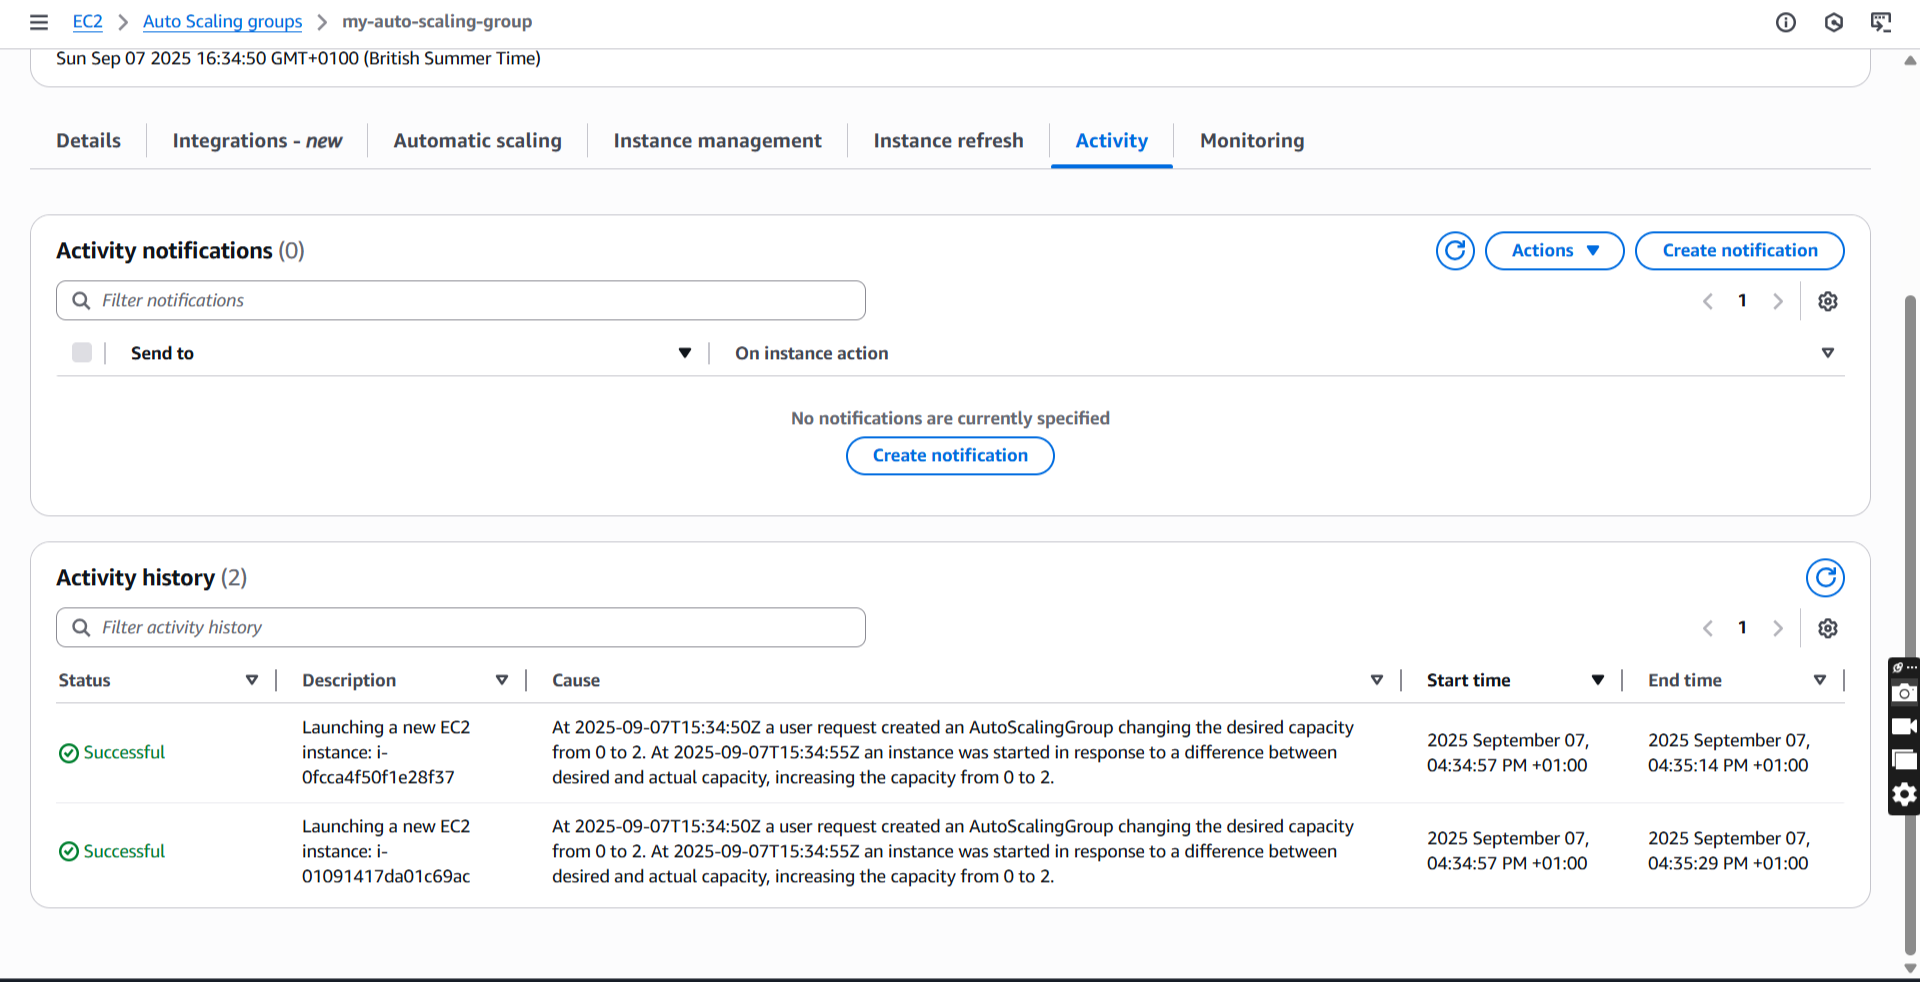 EC2 > Auto Scaling groups > my-auto-scaling-group
Sun Sep 07 2025 16:34:50 GMT+0100 (British Summer Time)
Details
Integrations - new
Automatic scaling
Instance management
Instance refresh
Activity
Monitoring
Activity notifications (0)
Actions
Create notification
Filter notifications
1
Send to
On instance action
No notifications are currently specified
Create notification
Activity history (2)
Filter activity history
1
Status
Description
Cause
Start time
End time
Successful
Launching a new EC2
instance: i-
0fcca4f50f1e28f37
At 2025-09-07T15:34:50Z a user request created an AutoScalingGroup changing the desired capacity
from 0 to 2. At 2025-09-07T15:34:55Z an instance was started in response to a difference between
desired and actual capacity, increasing the capacity from 0 to 2.
2025 September 07,
04:34:57 PM +01:00
2025 September 07,
04:35:14 PM +01:00
Successful
Launching a new EC2
instance: i-
01091417da01c69ac
At 2025-09-07T15:34:50Z a user request created an AutoScalingGroup changing the desired capacity
from 0 to 2. At 2025-09-07T15:34:55Z an instance was started in response to a difference between
desired and actual capacity, increasing the capacity from 0 to 2.
2025 September 07,
04:34:57 PM +01:00
2025 September 07,
04:35:29 PM +01:00